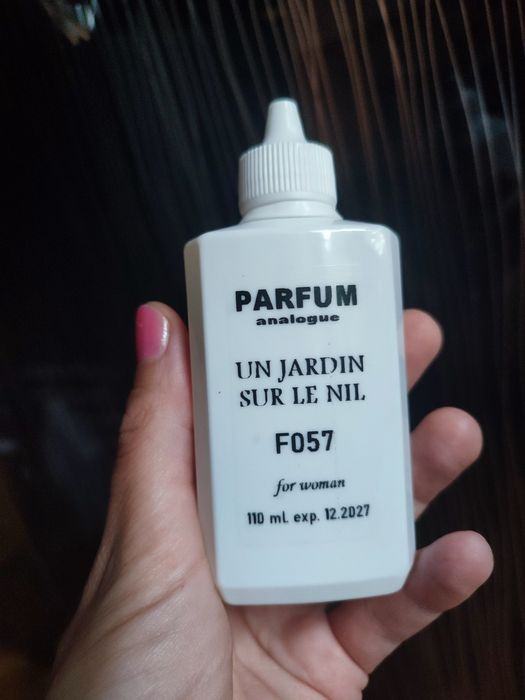 PARFUM
analogue
UN JARDIN
SUR LE NIL
F057
for woman
110 ml. exp. 12.2027